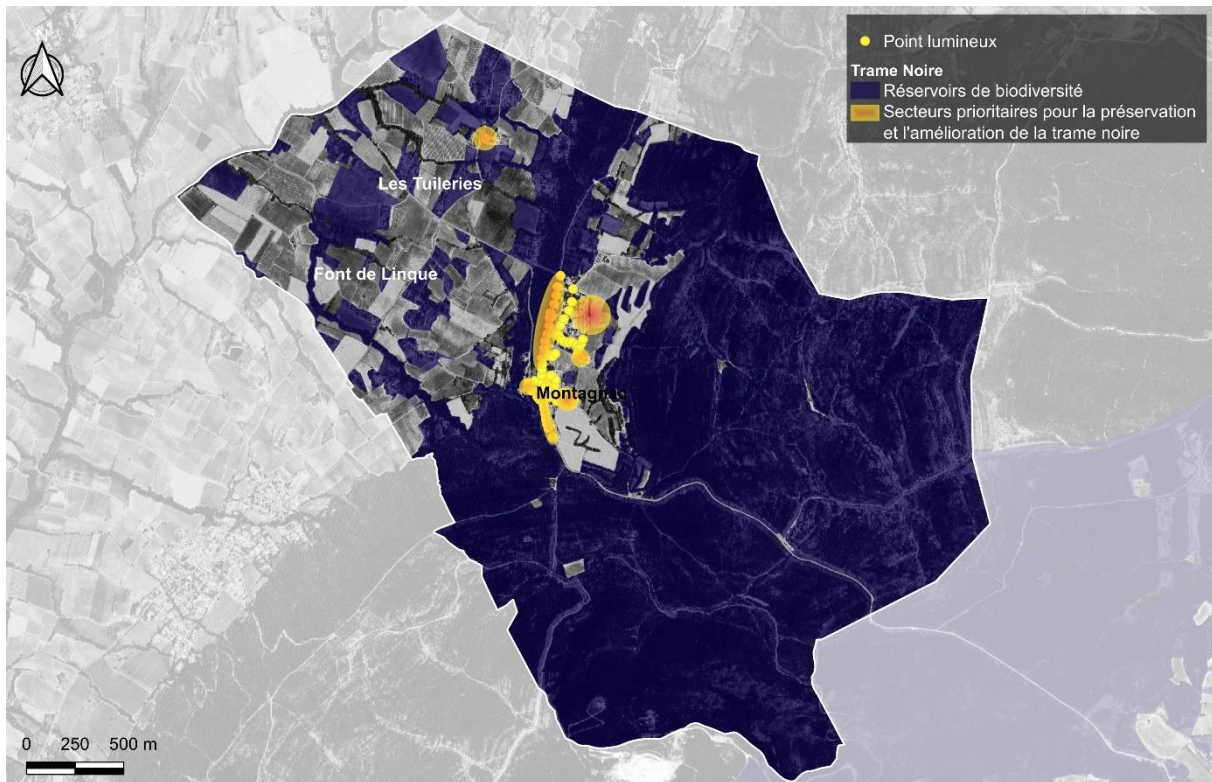 N
Point lumineux
Trame Noire
Réservoirs de biodiversité
Secteurs prioritaires pour la préservation
et l'amélioration de la trame noire
Les Tuileries
Font de Linque
Montagnac
0 250 500 m